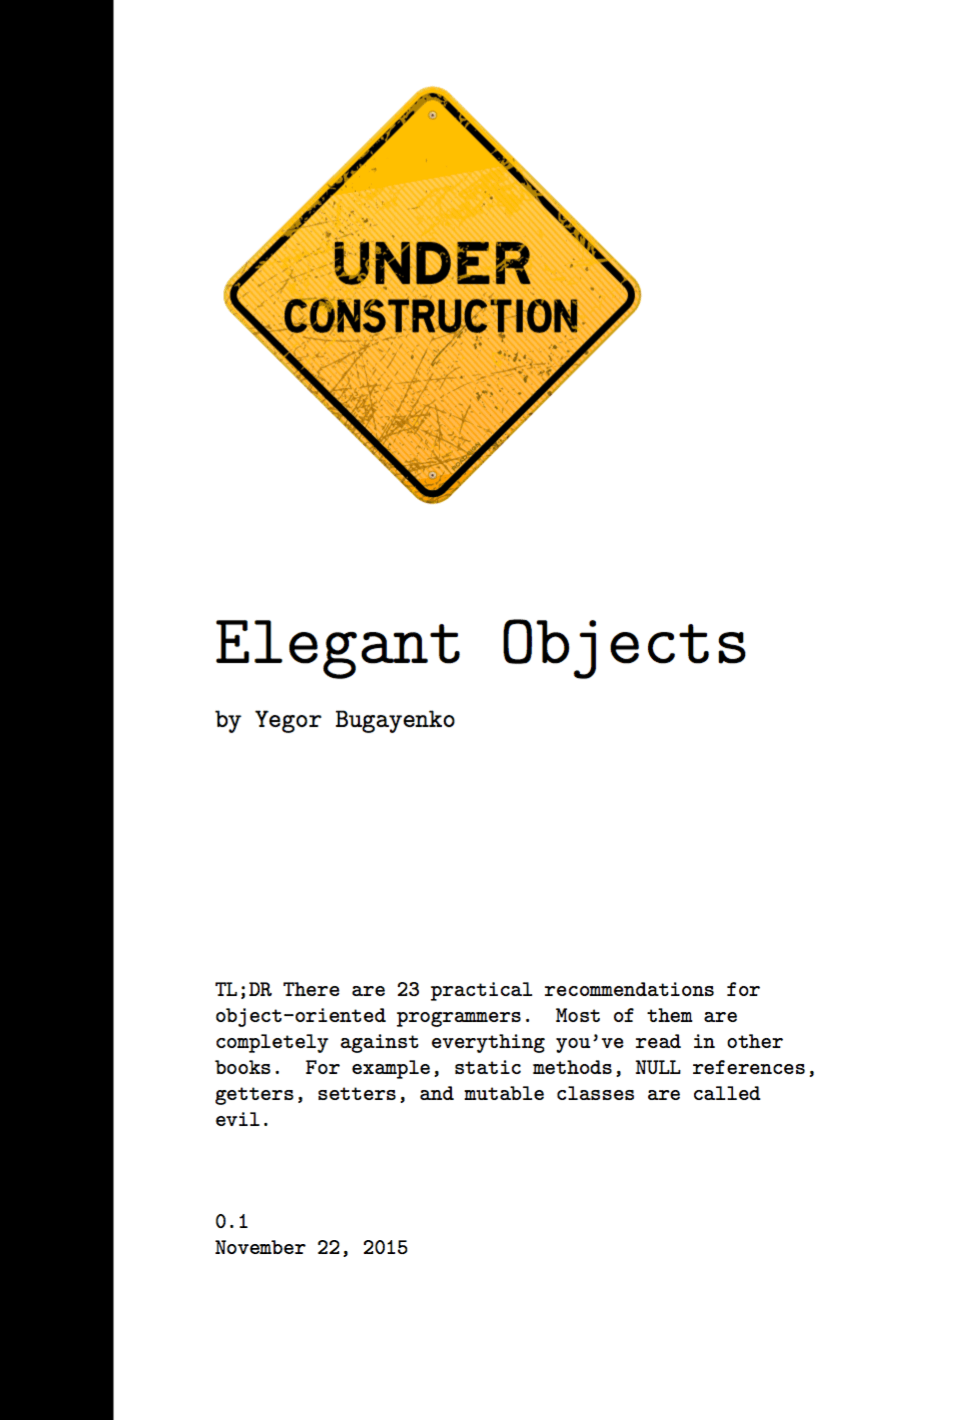 UNDER
CONSTRUCTION
Elegant Objects
by Yegor Bugayenko
TL;DR There are 23 practical recommendations for
object-oriented programmers. Most of them are
completely against everything you've read in other
books. For example, static methods, NULL references,
getters, setters, and mutable classes are called
evil.
0.1
November 22, 2015